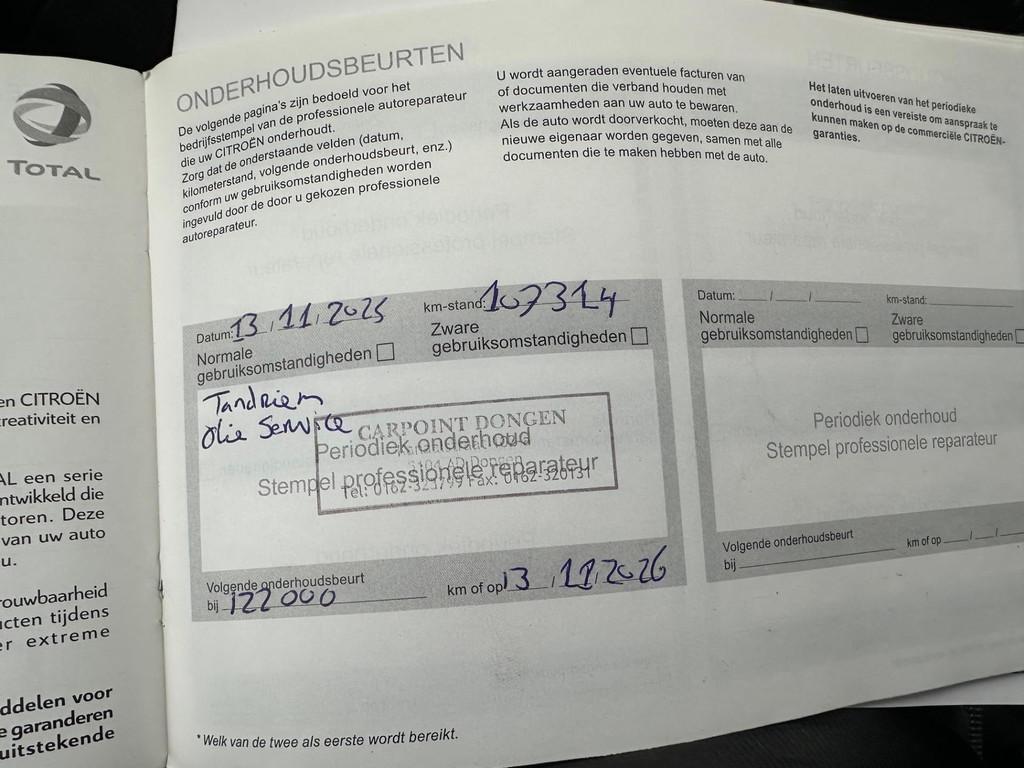 TOTAL
en CITROËN
creativiteit en
AL een serie
ntwikkeld die
toren. Deze
van uw auto
u.
rouwbaarheid
ucten tijdens
er extreme
ddelen voor
e garanderen
uitstekende
ONDERHOUDSBEURTEN
De volgende pagina's zijn bedoeld voor het
bedrijfsstempel van de professionele autoreparateur
die uw CITROËN onderhoudt.
Zorg dat de onderstaande velden (datum,
kilometerstand, volgende onderhoudsbeurt, enz.)
conform uw gebruiksomstandigheden worden
ingevuld door de door u gekozen professionele
autoreparateur.
U wordt aangeraden eventuele facturen van
of documenten die verband houden met
werkzaamheden aan uw auto te bewaren.
Als de auto wordt doorverkocht, moeten deze aan de
nieuwe eigenaar worden gegeven, samen met alle
documenten die te maken hebben met de auto.
Het laten uitvoeren van het periodieke
onderhoud is een vereiste om aanspraak te
kunnen maken op de commerciële CITROËN-
garanties.
Datum: 13 / 11 / 2025 km-stand: 107314
Normale
gebruiksomstandigheden
Zware
gebruiksomstandigheden
Tandriem
olie Service
CARPOINT DONGEN
Periodiek onderhoud
Stempel professionele reparateur
Tel: 0162-323799 Fax: 0162-320131
Volgende onderhoudsbeurt
bij 122000 km of op 13 / 11 / 2026
Datum: / / km-stand:
Normale
gebruiksomstandigheden
Zware
gebruiksomstandigheden
Periodiek onderhoud
Stempel professionele reparateur
Volgende onderhoudsbeurt
bij km of op / /
* Welk van de twee als eerste wordt bereikt.